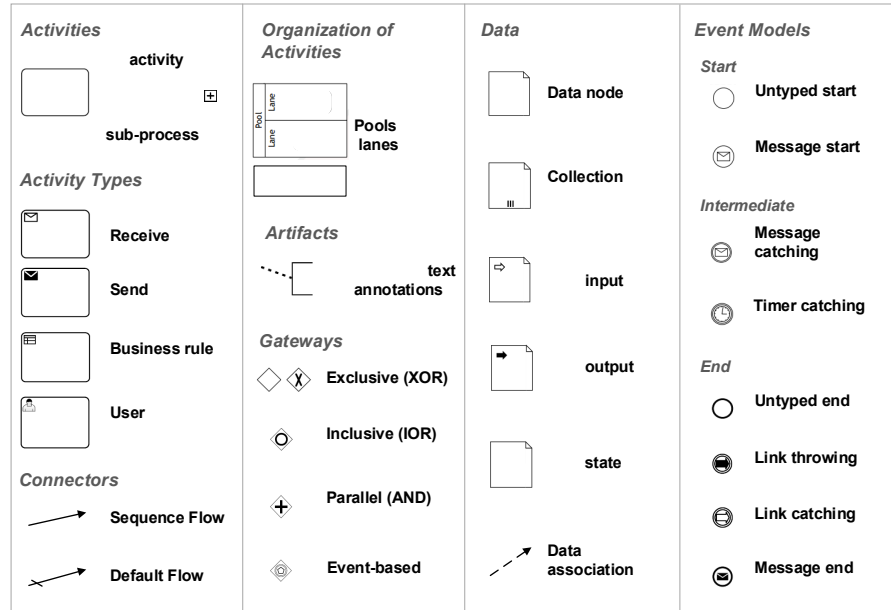 Activities
activity
sub-process
Activity Types
Receive
Send
Business rule
User
Connectors
Sequence Flow
Default Flow
Organization of
Activities
Pool
Lane
Lane
Pools
lanes
Artifacts
text
annotations
Gateways
Exclusive (XOR)
X
Inclusive (IOR)
Parallel (AND)
Event-based
Data
Data node
Collection
input
output
state
Data
association
Event Models
Start
Untyped start
Message start
Intermediate
Message
catching
Timer catching
End
Untyped end
Link throwing
Link catching
Message end